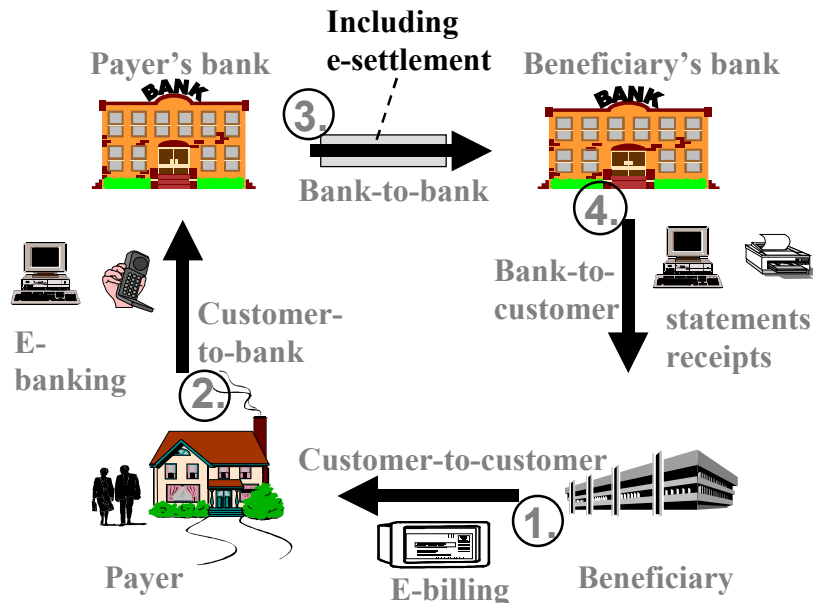 Including
e-settlement
Payer's bank
Beneficiary's bank
BANK
BANK
3.
Bank-to-bank
4.
Bank-to-
customer
statements
receipts
E-
banking
Customer-
to-bank
2.
Customer-to-customer
1.
Payer
E-billing
Beneficiary